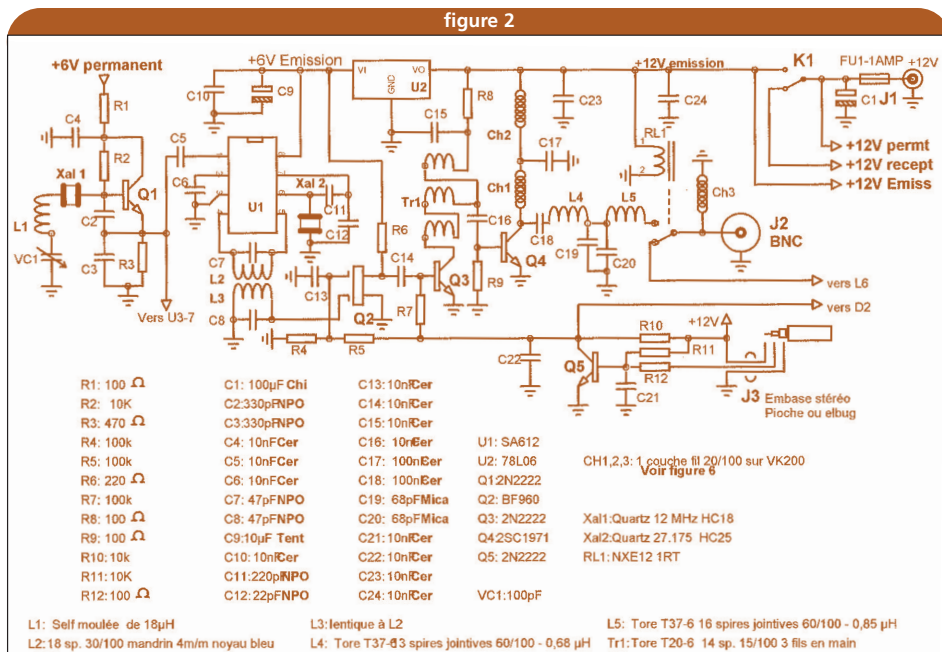 figure 2
+6V permanent
+6V Emission
+12V emission
FU1-1AMP
+12V
K1
J1
C1
R1
C4
R2
Xal 1
Q1
L1
C2
VC1
C3
R3
Vers U3-7
C5
C10
C9
C6
U1
Xal 2
C11
C12
C7
L2
L3
C8
VI
VO
GND
U2
C15
R8
Tr1
R6
C13
C14
Q2
Q3
R7
R4
R5
Ch2
Ch1
C17
C16
R9
Q4
C18
L4
C19
L5
C20
C23
C24
RL1
1
2
Ch3
J2
BNC
+12V permt
+12V recept
+12V Emiss
vers L6
vers D2
C22
Q5
R10
R11
R12
C21
+12V
J3
Embase stéréo
Pioche ou elbug
R1: 100 Ω
R2: 10K
R3: 470 Ω
R4: 100k
R5: 100k
R6: 220 Ω
R7: 100k
R8: 100 Ω
R9: 100 Ω
R10: 10k
R11: 10K
R12: 100 Ω
C1: 100µF Chi
C2:330pFNPO
C3:330pFNPO
C4: 10nFCer
C5: 10nFCer
C6: 10nFCer
C7: 47pFNPO
C8: 47pFNPO
C9:10µF Tent
C10: 10nFCer
C11:220pFNPO
C12: 22pFNPO
C13: 10nFCer
C14: 10nFCer
C15: 10nFCer
C16: 10nFCer
C17: 100nFCer
C18: 100nFCer
C19: 68pFMica
C20: 68pFMica
C21: 10nFCer
C22: 10nFCer
C23: 10nFCer
C24: 10nFCer
U1: SA612
U2: 78L06
Q1:2N2222
Q2: BF960
Q3: 2N2222
Q4:2SC1971
Q5: 2N2222
VC1:100pF
CH1,2,3: 1 couche fil 20/100 sur VK200
Voir figure 6
Xal1:Quartz 12 MHz HC18
Xal2:Quartz 27.175 HC25
RL1: NXE12 1RT
L1: Self moulée de 18µH
L2:18 sp. 30/100 mandrin 4m/m noyau bleu
L3:Ientique à L2
L4: Tore T37-613 spires jointives 60/100 - 0,68 µH
L5: Tore T37-6 16 spires jointives 60/100 - 0,85 µH
Tr1: Tore T20-6 14 sp. 15/100 3 fils en main